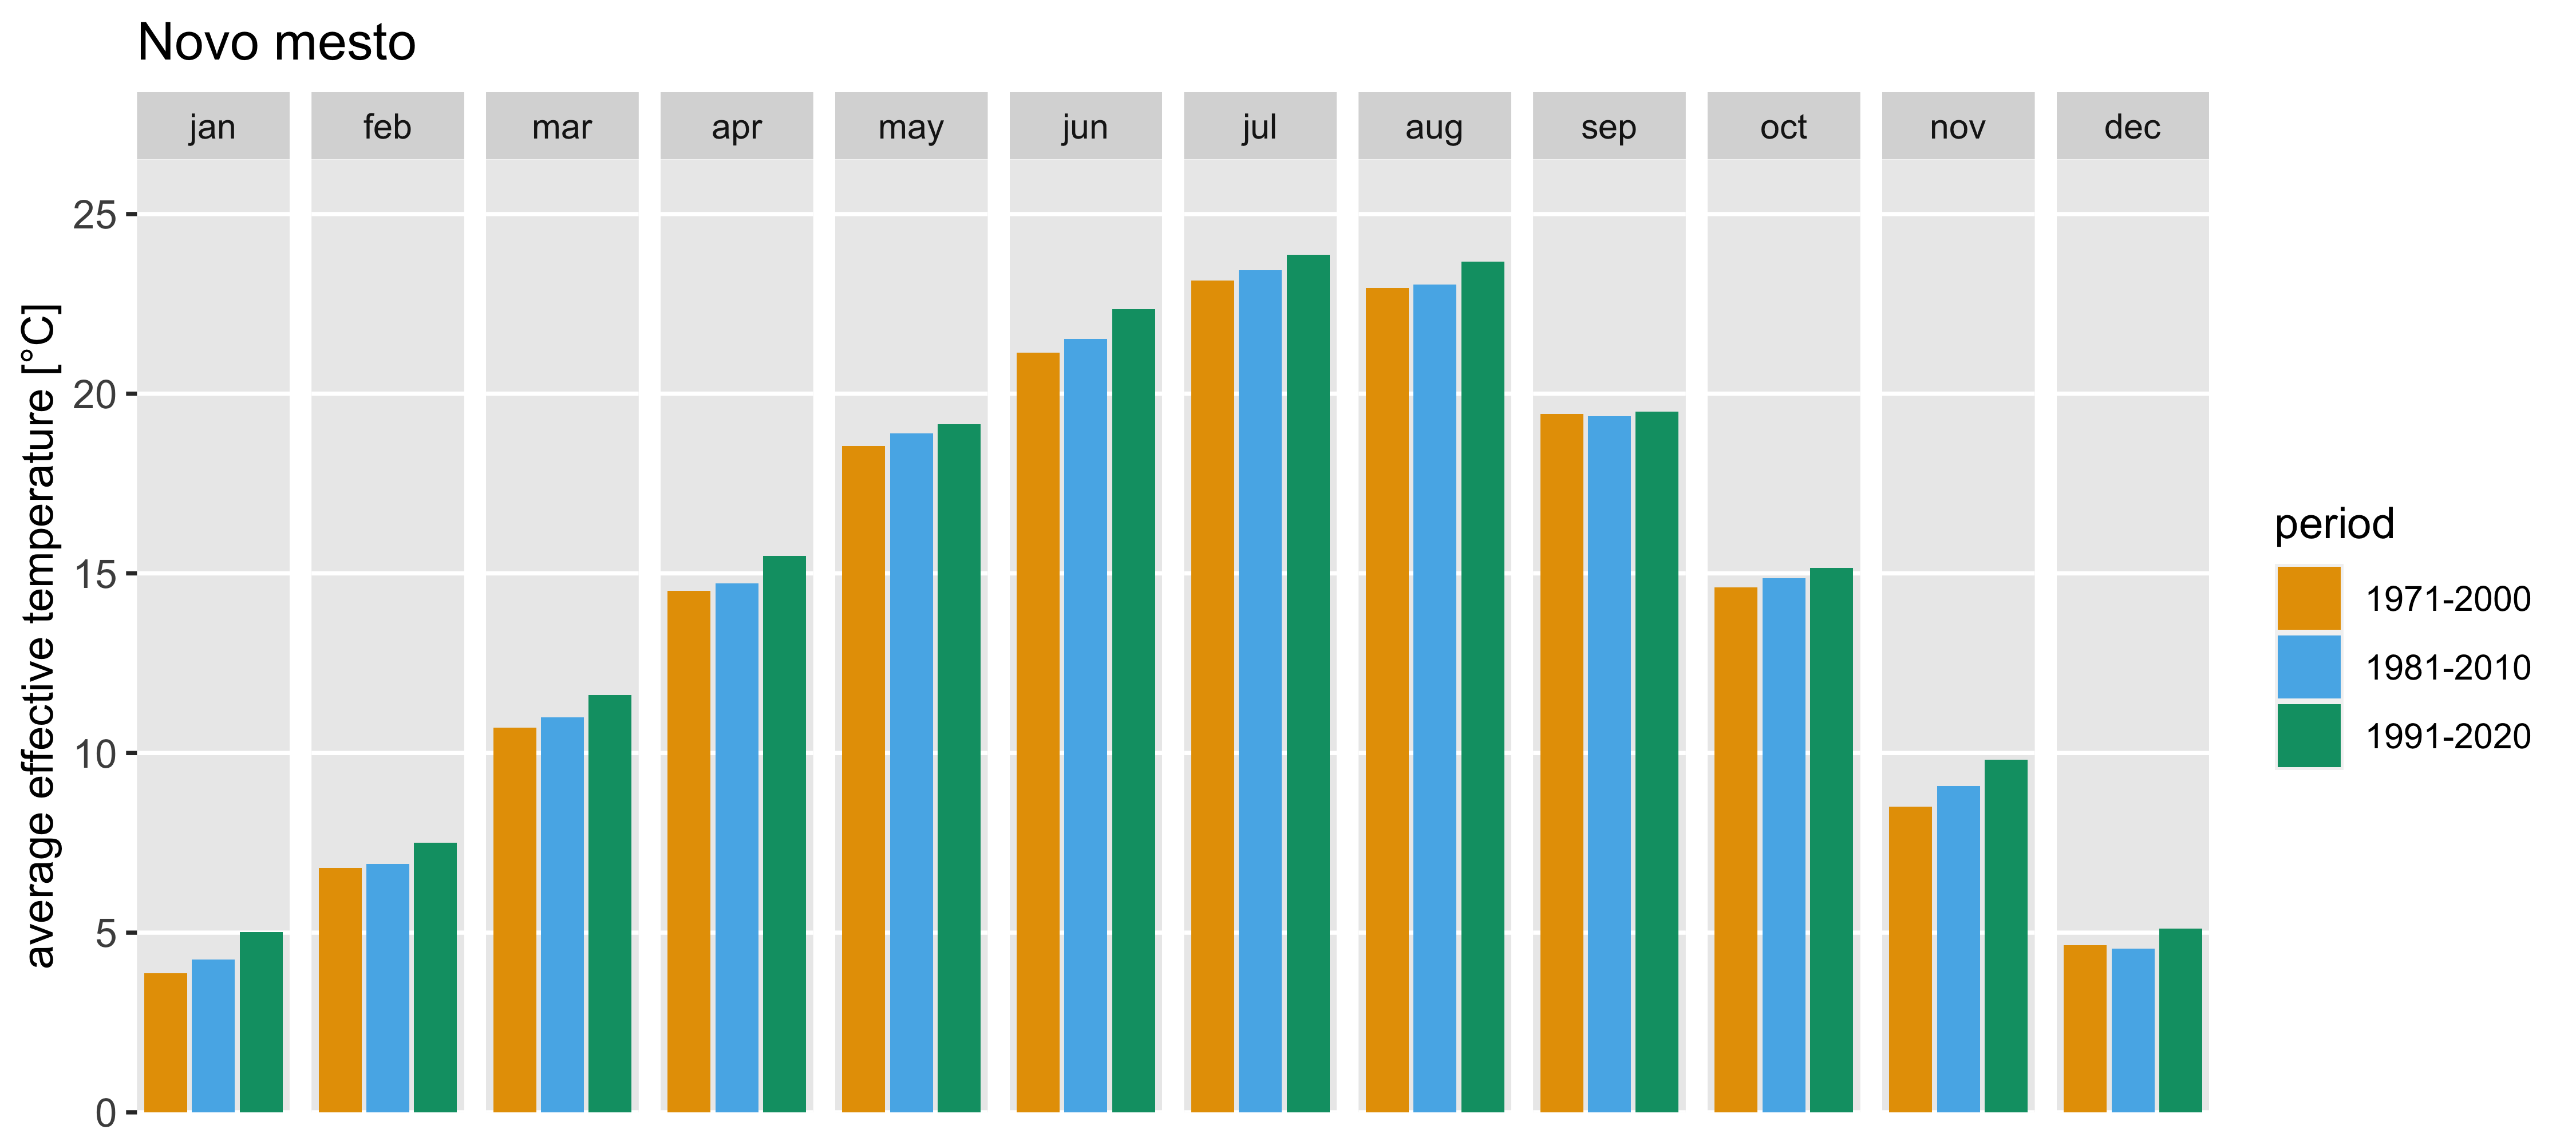 Novo mesto
jan feb mar apr may jun jul aug sep oct nov dec
average effective temperature [°C]
25
20
15
10
5
0
period
1971-2000
1981-2010
1991-2020